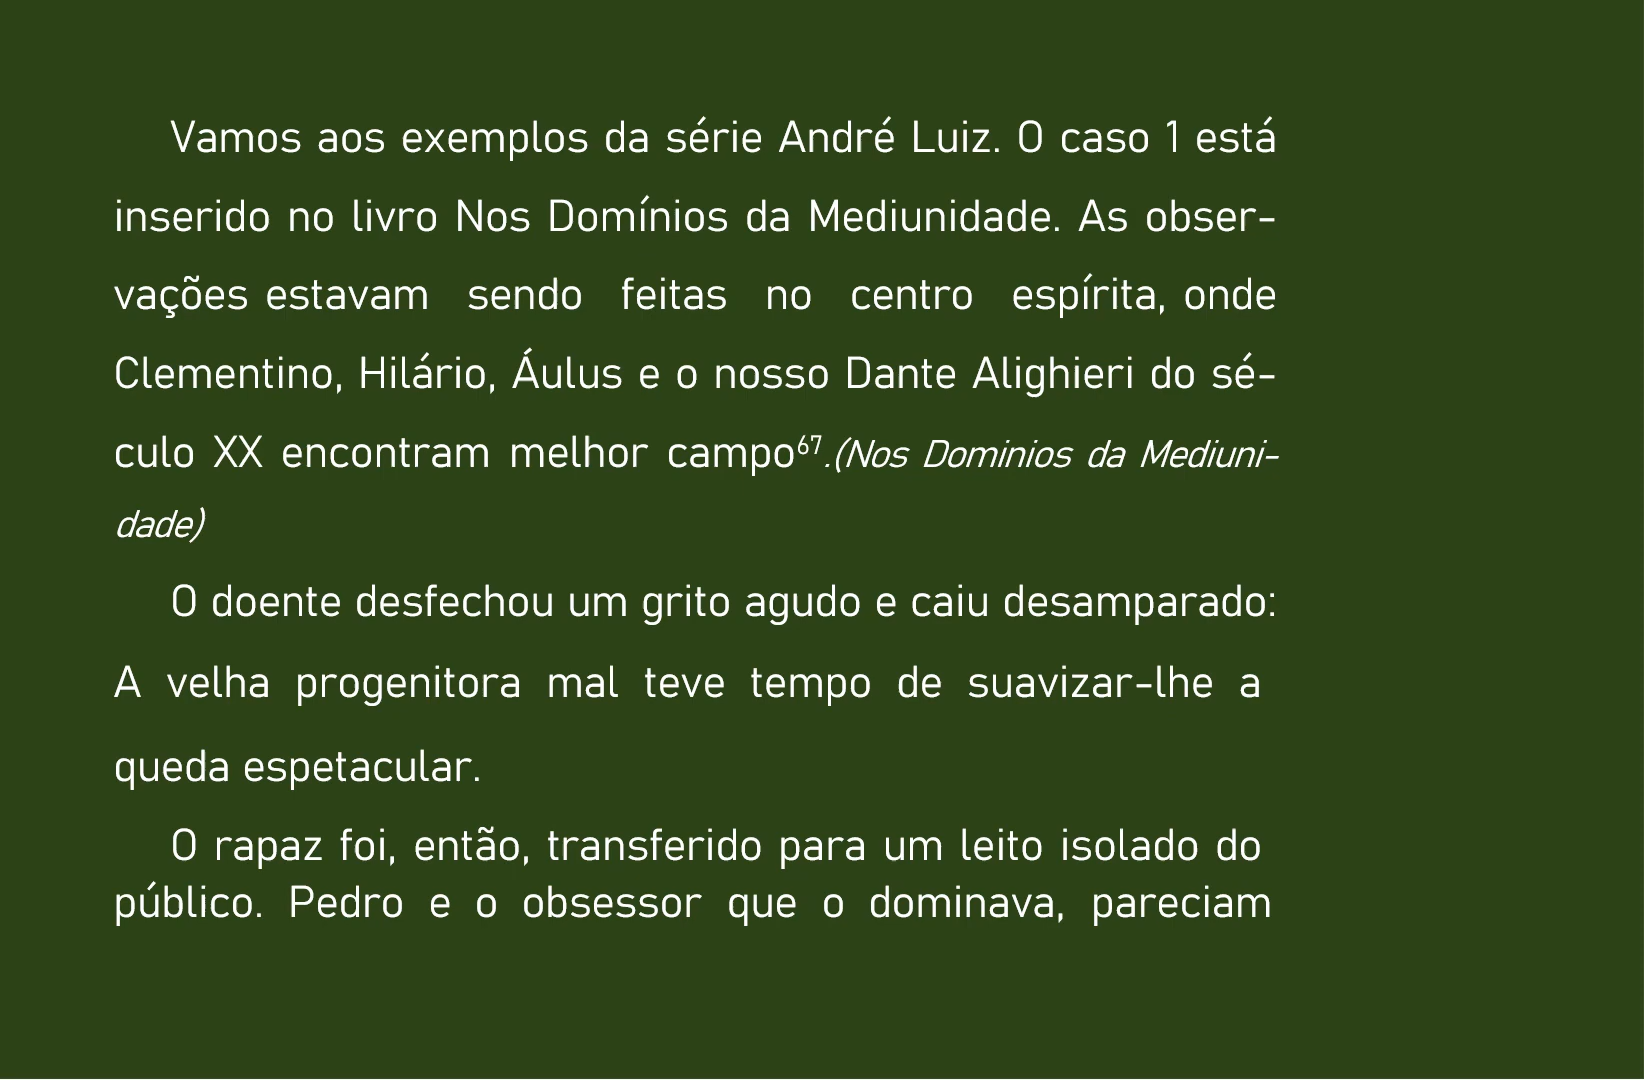 Vamos aos exemplos da série André Luiz. O caso 1 está
inserido no livro Nos Domínios da Mediunidade. As obser-
vações estavam sendo feitas no centro espírita, onde
Clementino, Hilário, Áulus e o nosso Dante Alighieri do sé-
culo XX encontram melhor campo⁶⁷.(Nos Dominios da Mediuni-
dade)
O doente desfechou um grito agudo e caiu desamparado:
A velha progenitora mal teve tempo de suavizar-lhe a
queda espetacular.
O rapaz foi, então, transferido para um leito isolado do
público. Pedro e o obsessor que o dominava, pareciam